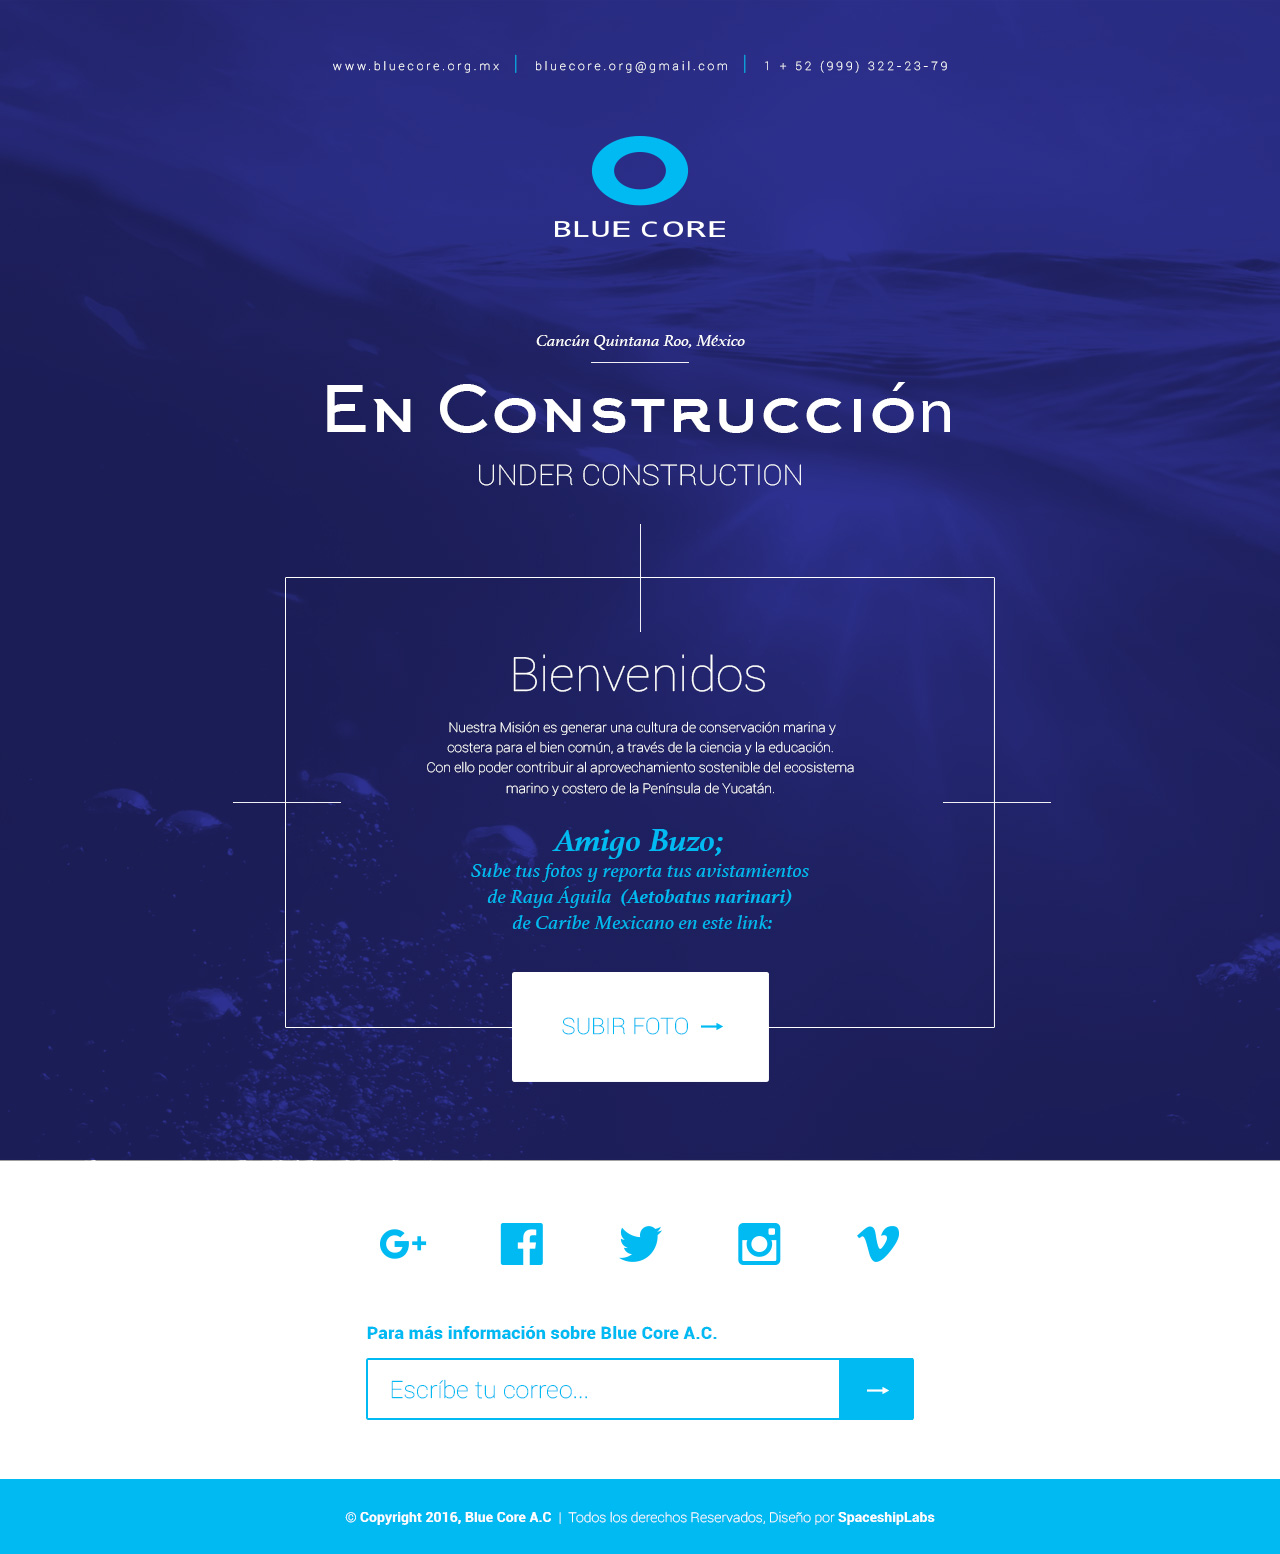 www.bluecore.org.mx | bluecore.org@gmail.com | 1 + 52 (999) 322-23-79
BLUE CORE
Cancún Quintana Roo, México
En Construcción
UNDER CONSTRUCTION
Bienvenidos
Nuestra Misión es generar una cultura de conservación marina y
costera para el bien común, a través de la ciencia y la educación.
Con ello poder contribuir al aprovechamiento sostenible del ecosistema
marino y costero de la Península de Yucatán.
Amigo Buzo;
Sube tus fotos y reporta tus avistamientos
de Raya Águila (Aetobatus narinari)
de Caribe Mexicano en este link:
SUBIR FOTO →
G+
Para más información sobre Blue Core A.C.
Escríbe tu correo... →
© Copyright 2016, Blue Core A.C | Todos los derechos Reservados, Diseño por SpaceshipLabs